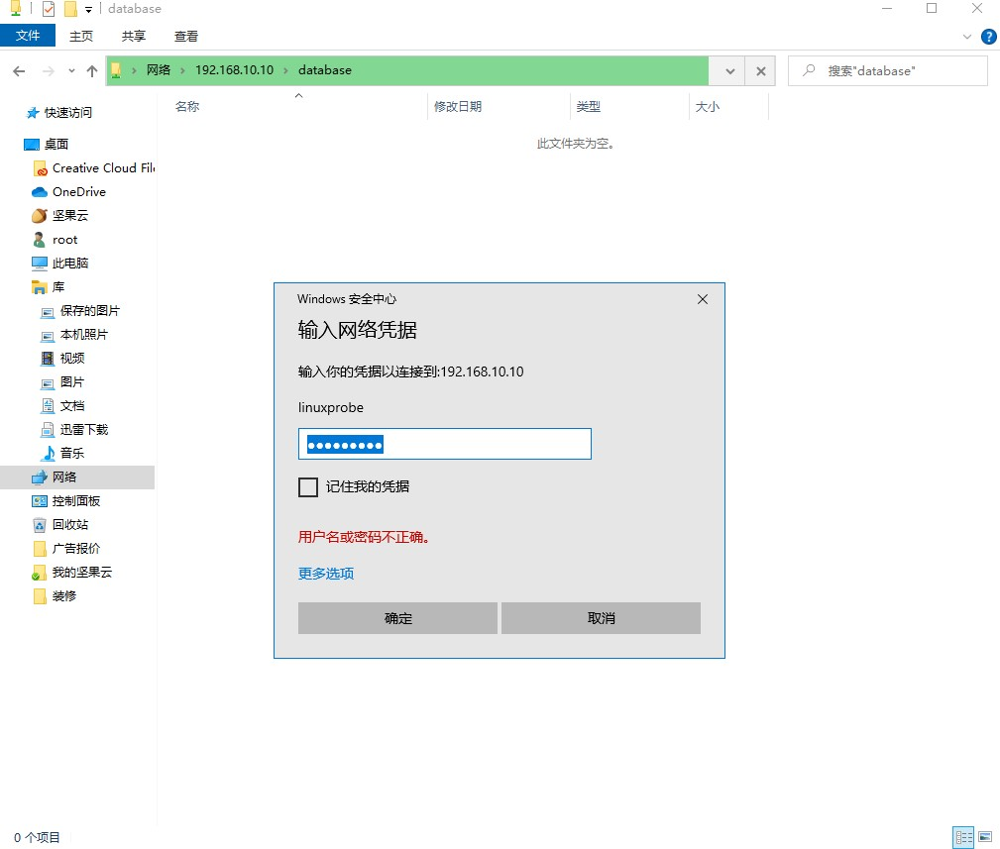 database
文件 主页 共享 查看
网络 192.168.10.10 database 搜索"database"
名称 修改日期 类型 大小
此文件夹为空。
快速访问
桌面
Creative Cloud File
OneDrive
坚果云
root
此电脑
库
保存的图片
本机照片
视频
图片
文档
迅雷下载
音乐
网络
控制面板
回收站
广告报价
我的坚果云
装修
Windows 安全中心
输入网络凭据
输入你的凭据以连接到:192.168.10.10
linuxprobe
记住我的凭据
用户名或密码不正确。
更多选项
确定 取消
0 个项目